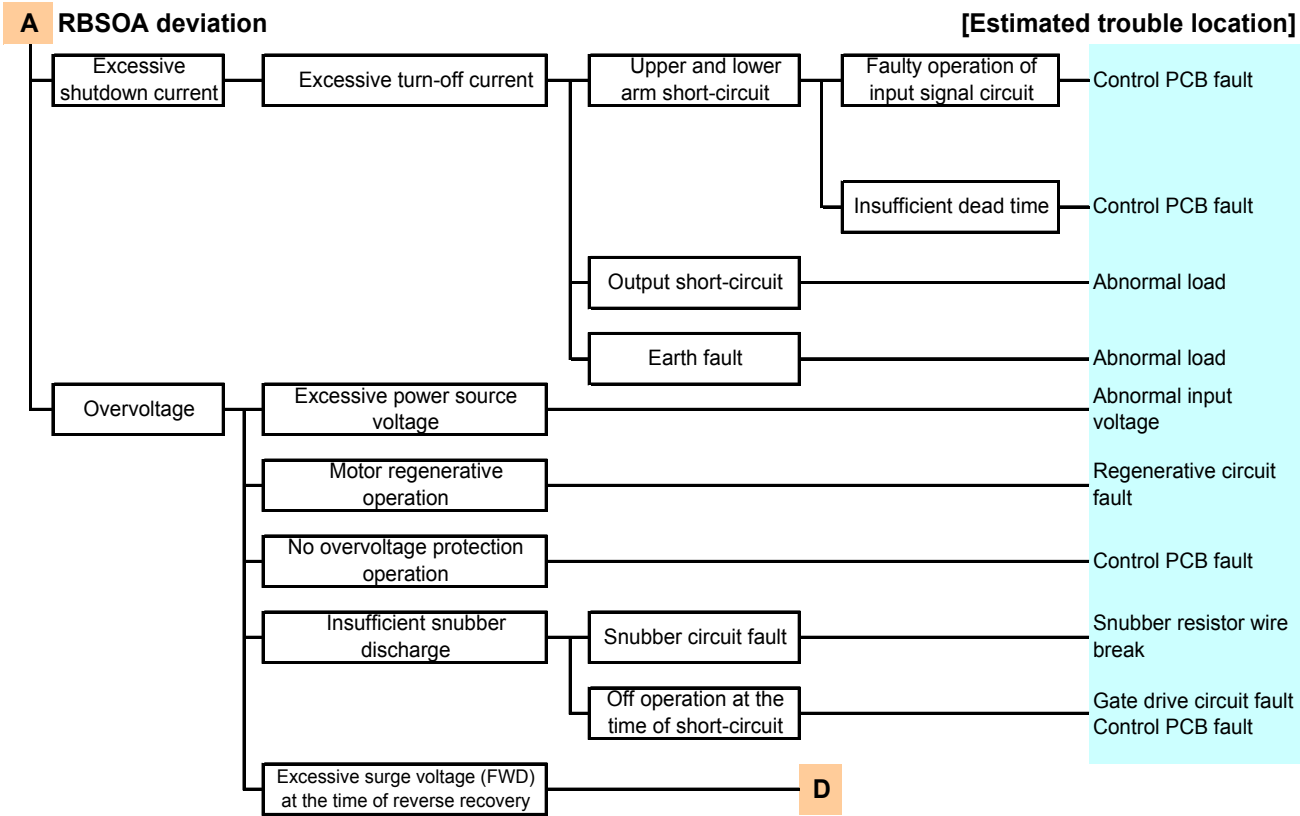 A RBSOA deviation
[Estimated trouble location]
Excessive
shutdown current
Excessive turn-off current
Upper and lower
arm short-circuit
Faulty operation of
input signal circuit
Control PCB fault
Insufficient dead time
Control PCB fault
Output short-circuit
Abnormal load
Earth fault
Abnormal load
Overvoltage
Excessive power source
voltage
Abnormal input
voltage
Motor regenerative
operation
Regenerative circuit
fault
No overvoltage protection
operation
Control PCB fault
Insufficient snubber
discharge
Snubber circuit fault
Snubber resistor wire
break
Off operation at the
time of short-circuit
Gate drive circuit fault
Control PCB fault
Excessive surge voltage (FWD)
at the time of reverse recovery
D